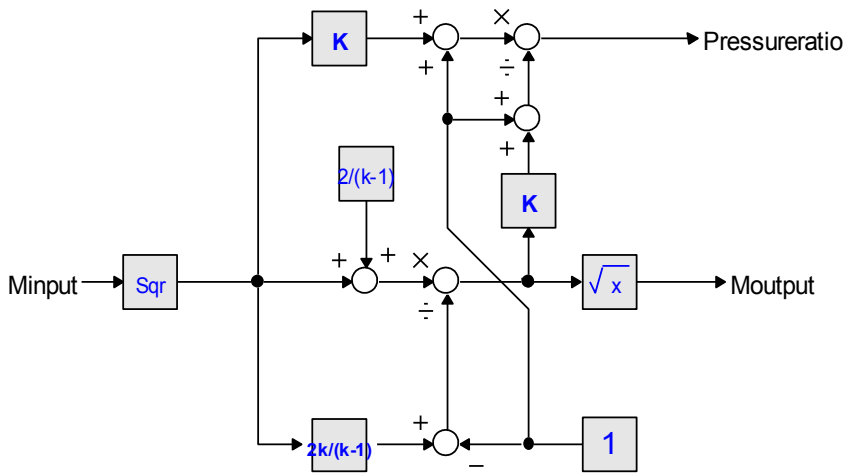 K
+
×
Pressureratio
+
÷
+
+
2/(k-1)
K
+
+
×
Minput
Sqr
√x
Moutput
÷
+
2k/(k-1)
1
−